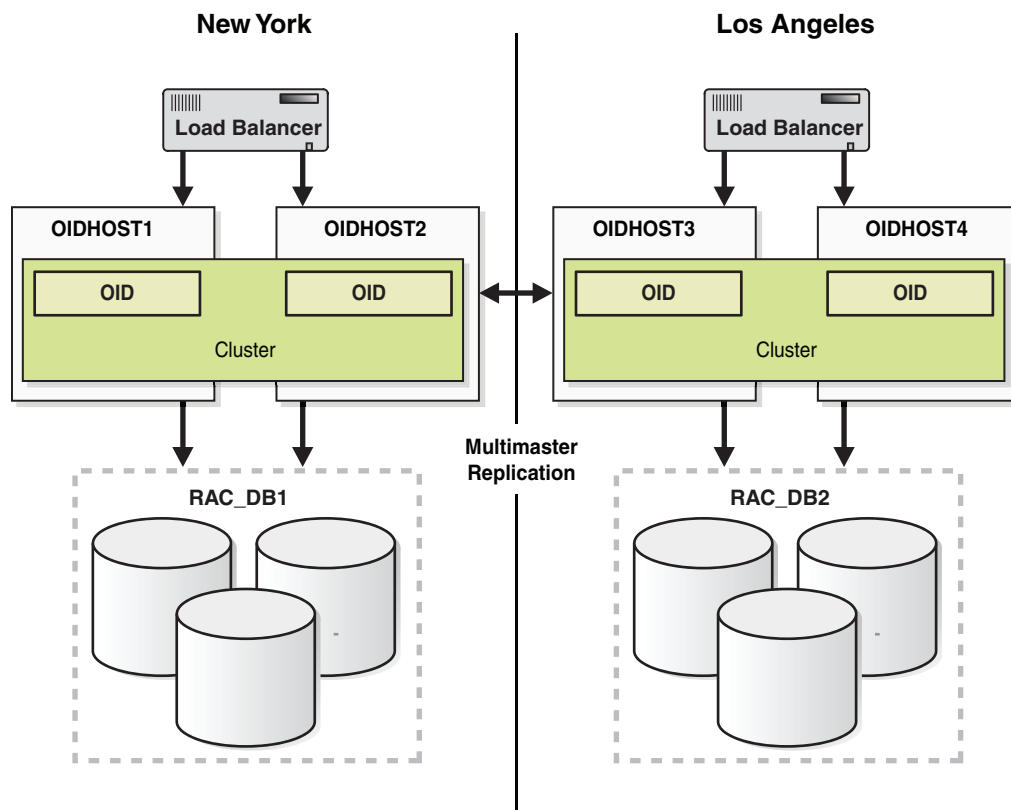 New York
Los Angeles
Load Balancer
Load Balancer
OIDHOST1
OIDHOST2
OIDHOST3
OIDHOST4
OID
OID
OID
OID
Cluster
Cluster
Multimaster
Replication
RAC_DB1
RAC_DB2